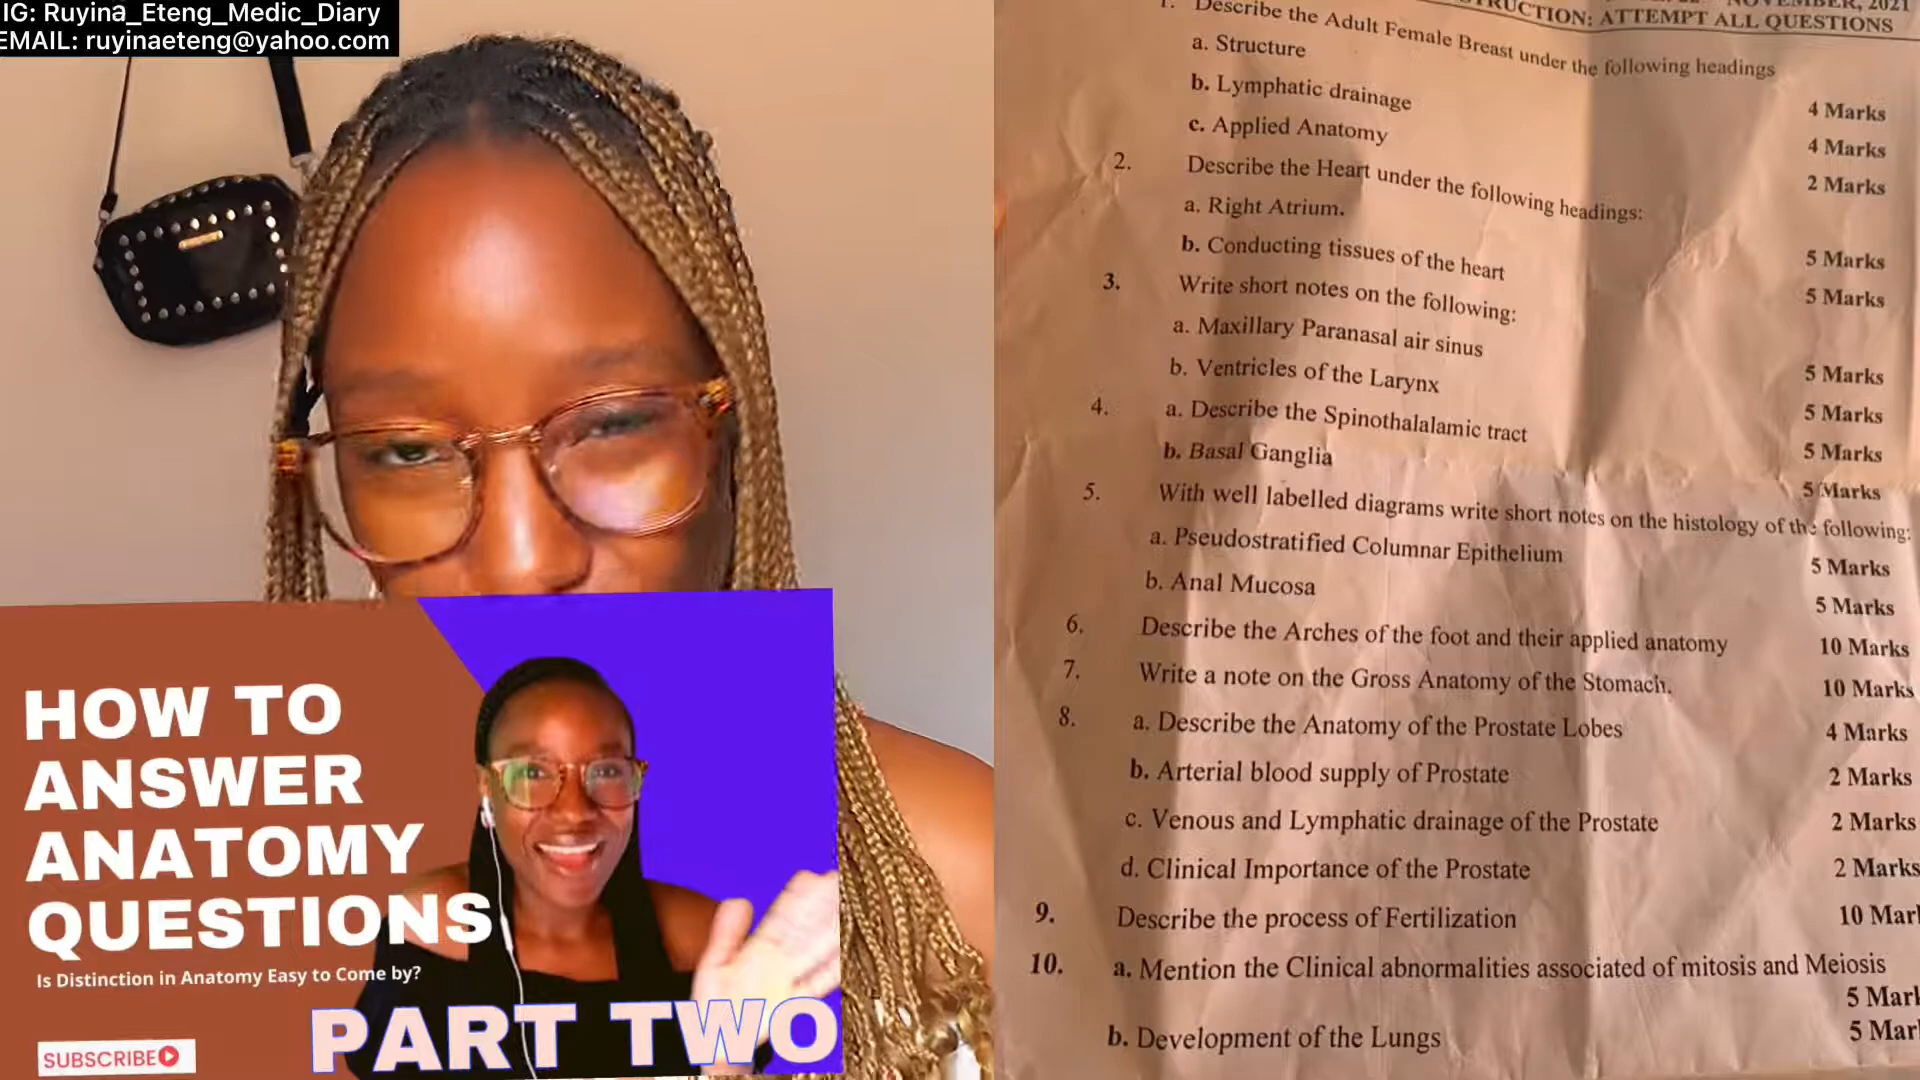 IG: Ruyina_Eteng_Medic_Diary
EMAIL: ruyinaeteng@yahoo.com
HOW TO
ANSWER
ANATOMY
QUESTIONS
Is Distinction in Anatomy Easy to Come by?
PART TWO
SUBSCRIBE
NOVEMBER, 2021
RUCTION: ATTEMPT ALL QUESTIONS
1. Describe the Adult Female Breast under the following headings
a. Structure 4 Marks
b. Lymphatic drainage 4 Marks
c. Applied Anatomy 2 Marks
2. Describe the Heart under the following headings:
a. Right Atrium. 5 Marks
b. Conducting tissues of the heart 5 Marks
3. Write short notes on the following:
a. Maxillary Paranasal air sinus 5 Marks
b. Ventricles of the Larynx 5 Marks
4. a. Describe the Spinothalalamic tract 5 Marks
b. Basal Ganglia 5 Marks
5. With well labelled diagrams write short notes on the histology of the following:
a. Pseudostratified Columnar Epithelium 5 Marks
b. Anal Mucosa 5 Marks
6. Describe the Arches of the foot and their applied anatomy 10 Marks
7. Write a note on the Gross Anatomy of the Stomach. 10 Marks
8. a. Describe the Anatomy of the Prostate Lobes 4 Marks
b. Arterial blood supply of Prostate 2 Marks
c. Venous and Lymphatic drainage of the Prostate 2 Marks
d. Clinical Importance of the Prostate 2 Marks
9. Describe the process of Fertilization 10 Mar
10. a. Mention the Clinical abnormalities associated of mitosis and Meiosis
5 Mar
b. Development of the Lungs 5 Mar